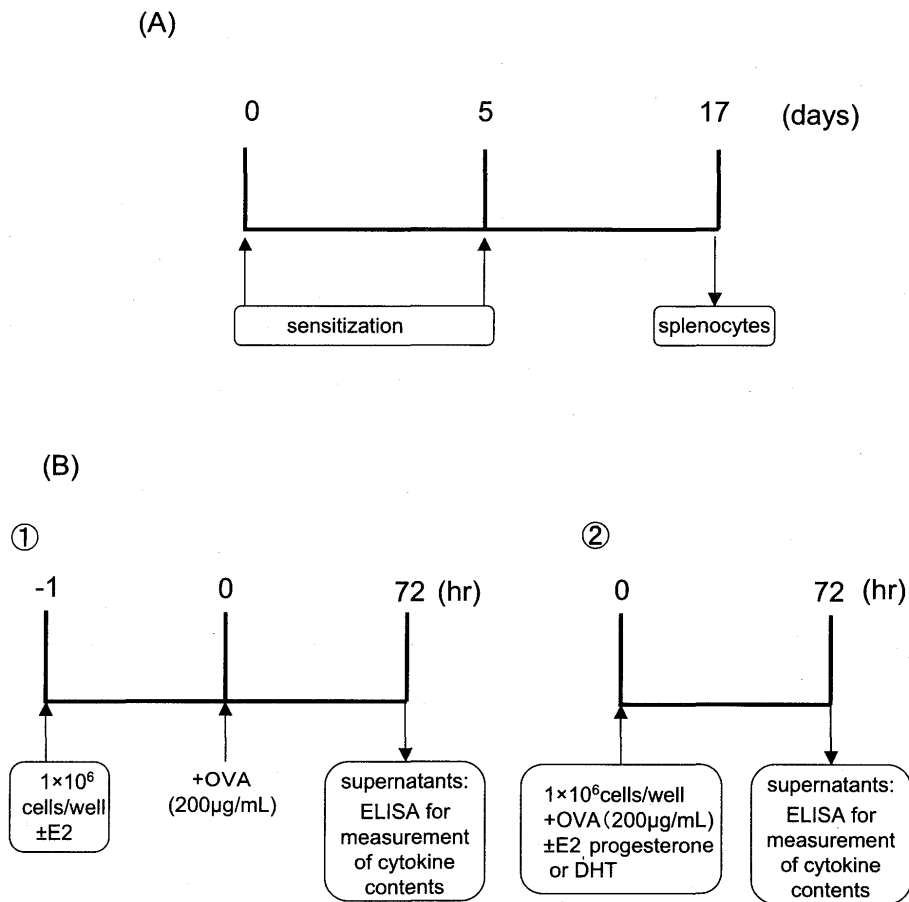 (A)
0 5 17 (days)
sensitization
splenocytes
(B)
①
-1 0 72 (hr)
1×10⁶
cells/well
±E2
+OVA
(200µg/mL)
supernatants:
ELISA for
measurement
of cytokine
contents
②
0 72 (hr)
1×10⁶cells/well
+OVA(200µg/mL)
±E2, progesterone
or DHT
supernatants:
ELISA for
measurement
of cytokine
contents